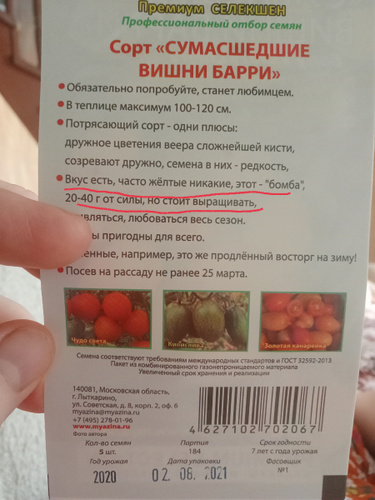 Премиум СЕЛЕКШЕН
Профессиональный отбор семян
Сорт «СУМАСШЕДШИЕ
ВИШНИ БАРРИ»
• Обязательно попробуйте, станет любимцем.
• В теплице максимум 100-120 см.
• Потрясающий сорт - одни плюсы:
дружное цветения веера сложнейшей кисти,
созревают дружно, семена в них - редкость,
• Вкус есть, часто жёлтые никакие, этот - "бомба",
20-40 г от силы, но стоит выращивать,
вляться, любоваться весь сезон.
ы пригодны для всего.
енные, например, это же продлённый восторг на зиму!
• Посев на рассаду не ранее 25 марта.
Чудо света
Золотая канарейка
Семена соответствуют требованиям международных стандартов и ГОСТ 32592-2013
Пакет из комбинированного газонепроницаемого материала
Увеличенный срок хранения и реализации
140081, Московская область,
г. Лыткарино,
ул. Советская, д. 8, корп. 2, оф. 6
myazina@myazina.ru
+7 (495) 278-01-96
www.myazina.ru
Фото автора
4 627102 702067
Кол-во семян
5 шт.
Партия
184
Срок годности
7 лет с года урожая
Год урожая
2020
Дата упаковки
02 06 2021
Фасовщик
№1